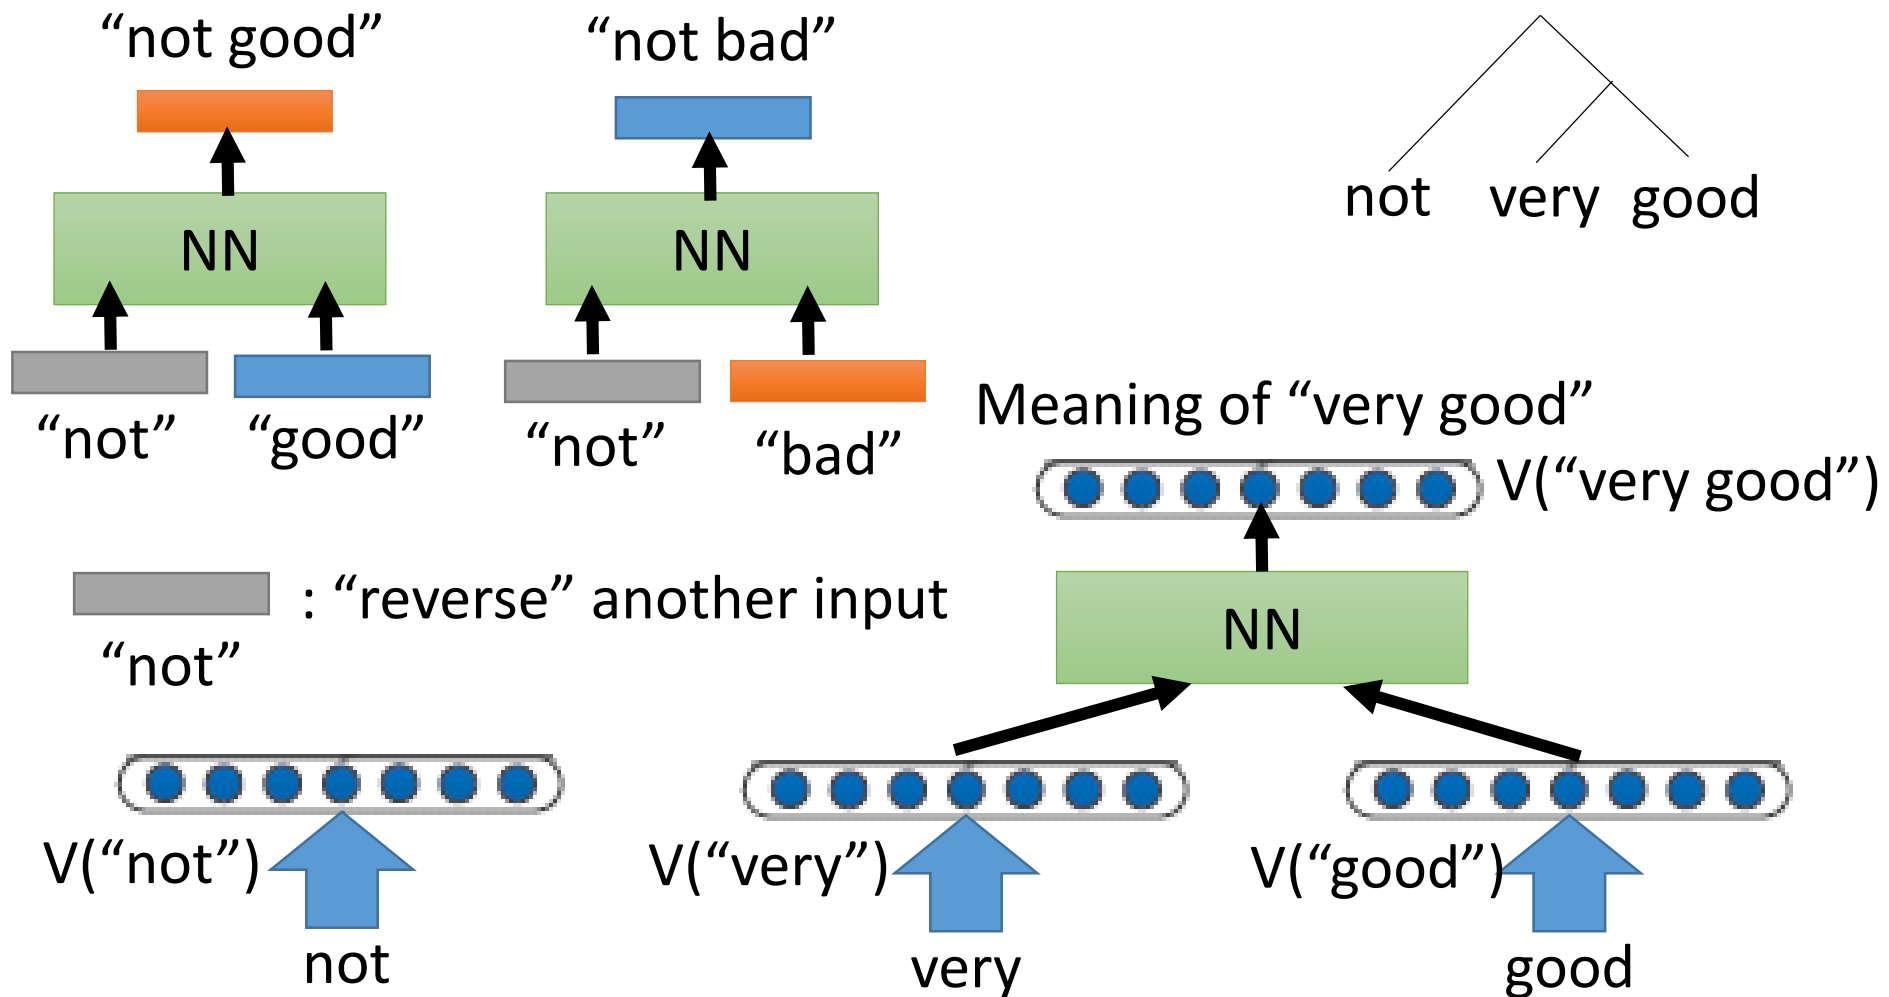 “not good”
“not bad”
NN
NN
“not”
“good”
“not”
“bad”
not very good
: “reverse” another input
“not”
Meaning of “very good”
V(“very good”)
NN
V(“not”)
V(“very”)
V(“good”)
not
very
good